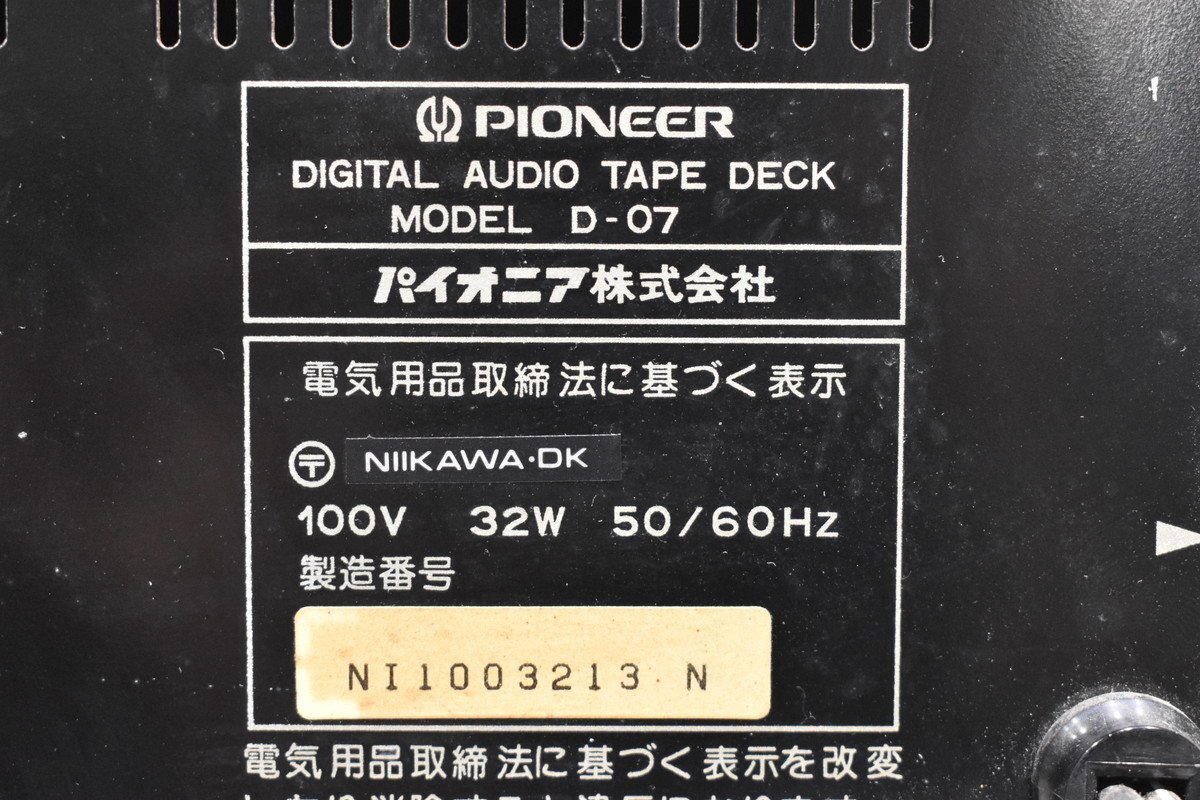 PIONEER
DIGITAL AUDIO TAPE DECK
MODEL D-07
パイオニア株式会社
電気用品取締法に基づく表示
〒 NIIKAWA·DK
100V 32W 50/60Hz
製造番号
NI1003213 N
電気用品取締法に基づく表示を改変